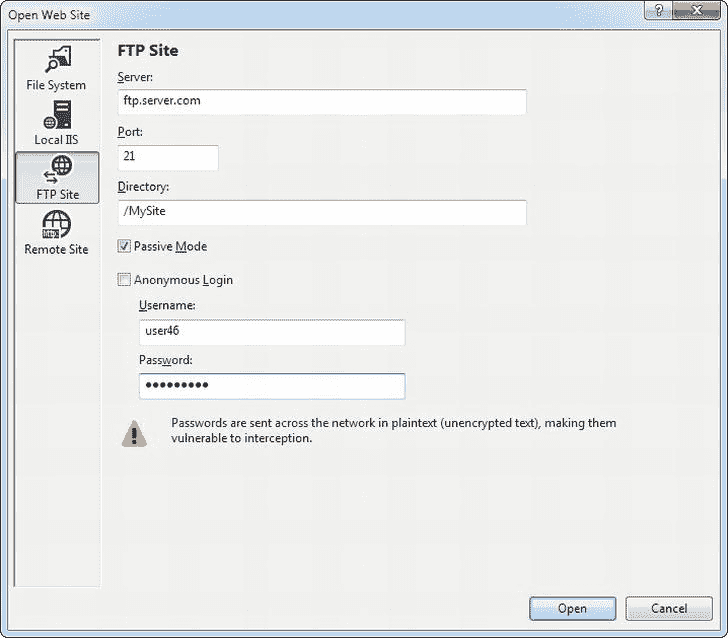 Open Web Site
?
X
File System
Local IIS
FTP Site
Remote Site
FTP Site
Server:
ftp.server.com
Port:
21
Directory:
/MySite
Passive Mode
Anonymous Login
Username:
user46
Password:
●●●●●●●●●
Passwords are sent across the network in plaintext (unencrypted text), making them
vulnerable to interception.
Open
Cancel